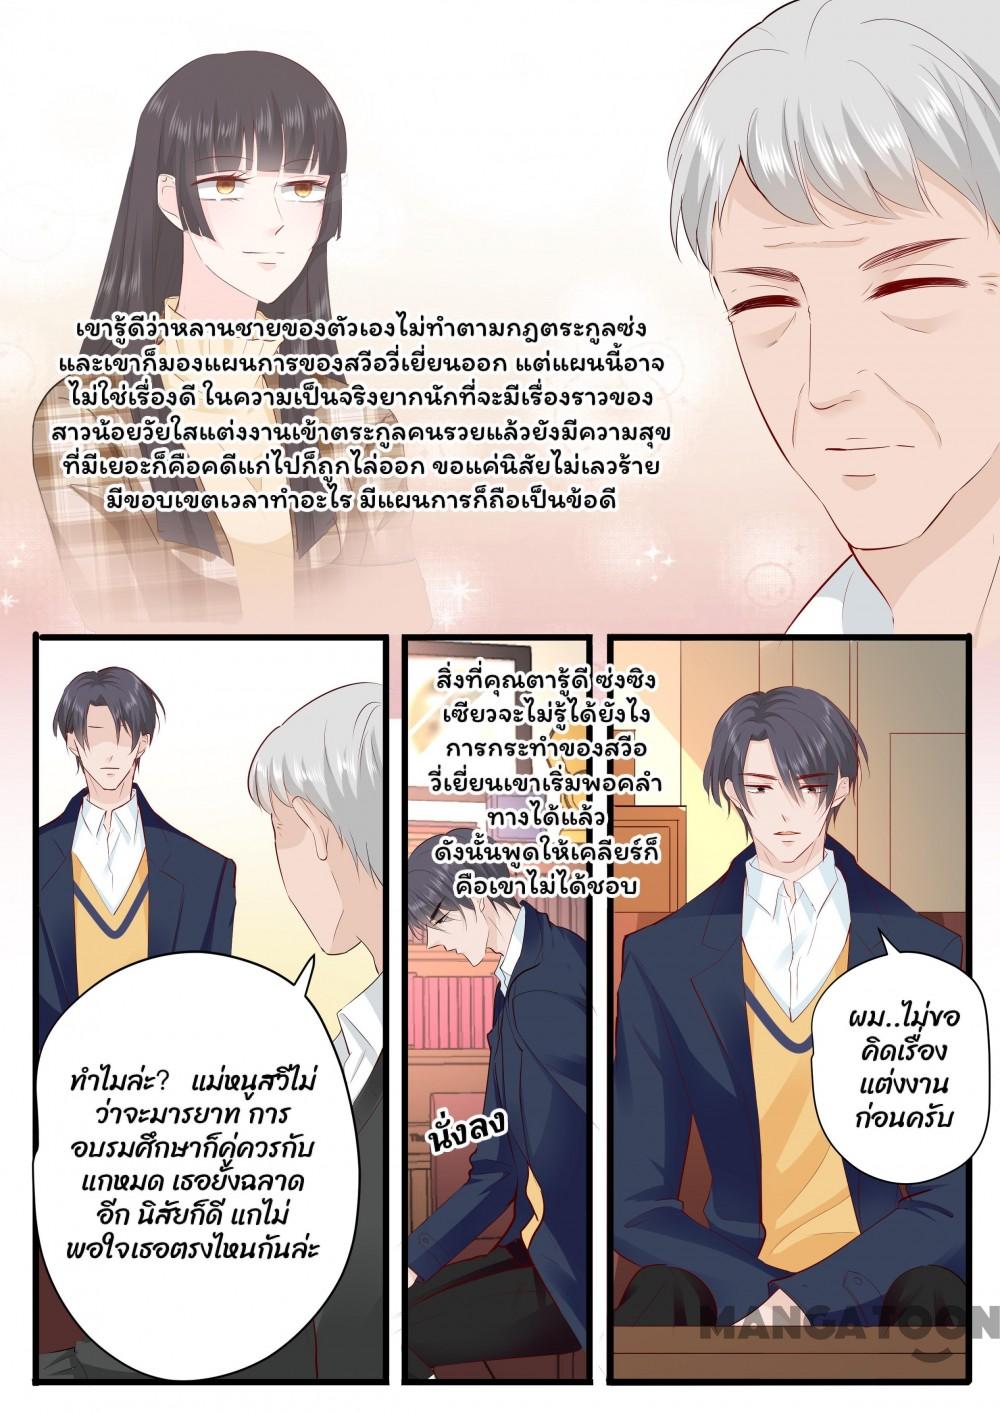 เขารู้ดีว่าหลานชายของตัวเองไม่ทำตามกฎตระกูลซ่ง
และเขาก็มองแผนการของสวีอวี่เยี่ยนออก แต่แผนนี้อาจ
ไม่ใช่เรื่องดี ในความเป็นจริงยากนักที่จะมีเรื่องราวของ
สาวน้อยวัยใสแต่งงานเข้าตระกูลคนรวยแล้วยังมีความสุข
ที่มีเยอะก็คือคดีแก่ไปก็ถูกไล่ออก ขอแค่นิสัยไม่เลวร้าย
มีขอบเขตเวลาทำอะไร มีแผนการก็ถือเป็นข้อดี
สิ่งที่คุณตารู้ดี ซ่งซิง
เซียวจะไม่รู้ได้ยังไง
การกระทำของสวีอ
วี่เยี่ยนเขาเริ่มพอคลำ
ทางได้แล้ว
ดังนั้นพูดให้เคลียร์ก็
คือเขาไม่ได้ชอบ
ทำไมล่ะ? แม่หนูสวีไม่
ว่าจะมารยาท การ
อบรมศึกษาก็คู่ควรกับ
แกหมด เธอยังฉลาด
อีก นิสัยก็ดี แกไม่
พอใจเธอตรงไหนกันล่ะ
นั่งลง
ผม..ไม่ขอ
คิดเรื่อง
แต่งงาน
ก่อนครับ
MANGATOON